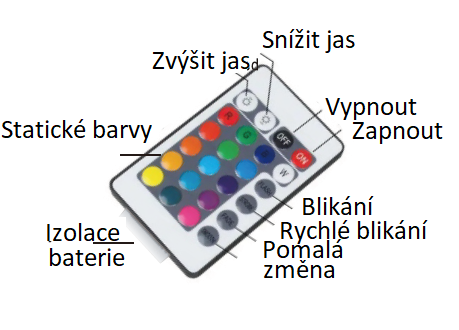 Snížit jas
Zvýšit jas
Vypnout
Zapnout
Statické barvy
R
G
OFF
ON
W
Blikání
Rychlé blikání
Pomalá
změna
Izolace
baterie